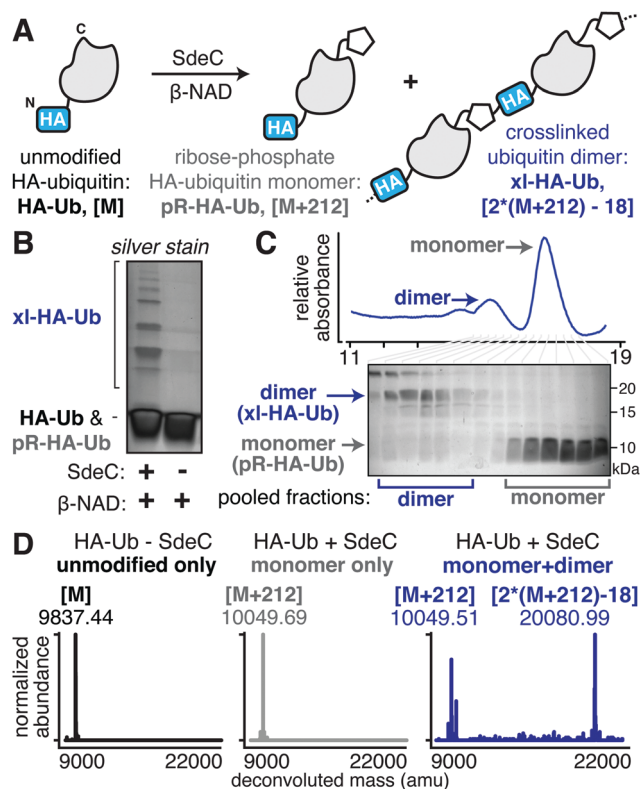 A
C
N
HA
unmodified
HA-ubiquitin:
HA-Ub, [M]
SdeC
β-NAD
HA
ribose-phosphate
HA-ubiquitin monomer:
pR-HA-Ub, [M+212]
+
HA
HA
crosslinked
ubiquitin dimer:
xl-HA-Ub,
[2*(M+212) - 18]
B
silver stain
xl-HA-Ub
HA-Ub & -
pR-HA-Ub
SdeC: + -
β-NAD: + +
C
relative
absorbance
monomer
dimer
11 19
dimer
(xl-HA-Ub)
monomer
(pR-HA-Ub)
20
15
10
kDa
pooled fractions: dimer monomer
D
HA-Ub - SdeC
unmodified only
[M]
9837.44
HA-Ub + SdeC
monomer only
[M+212]
10049.69
HA-Ub + SdeC
monomer+dimer
[M+212] [2*(M+212)-18]
10049.51 20080.99
normalized
abundance
9000 22000 9000 22000 9000 22000
deconvoluted mass (amu)